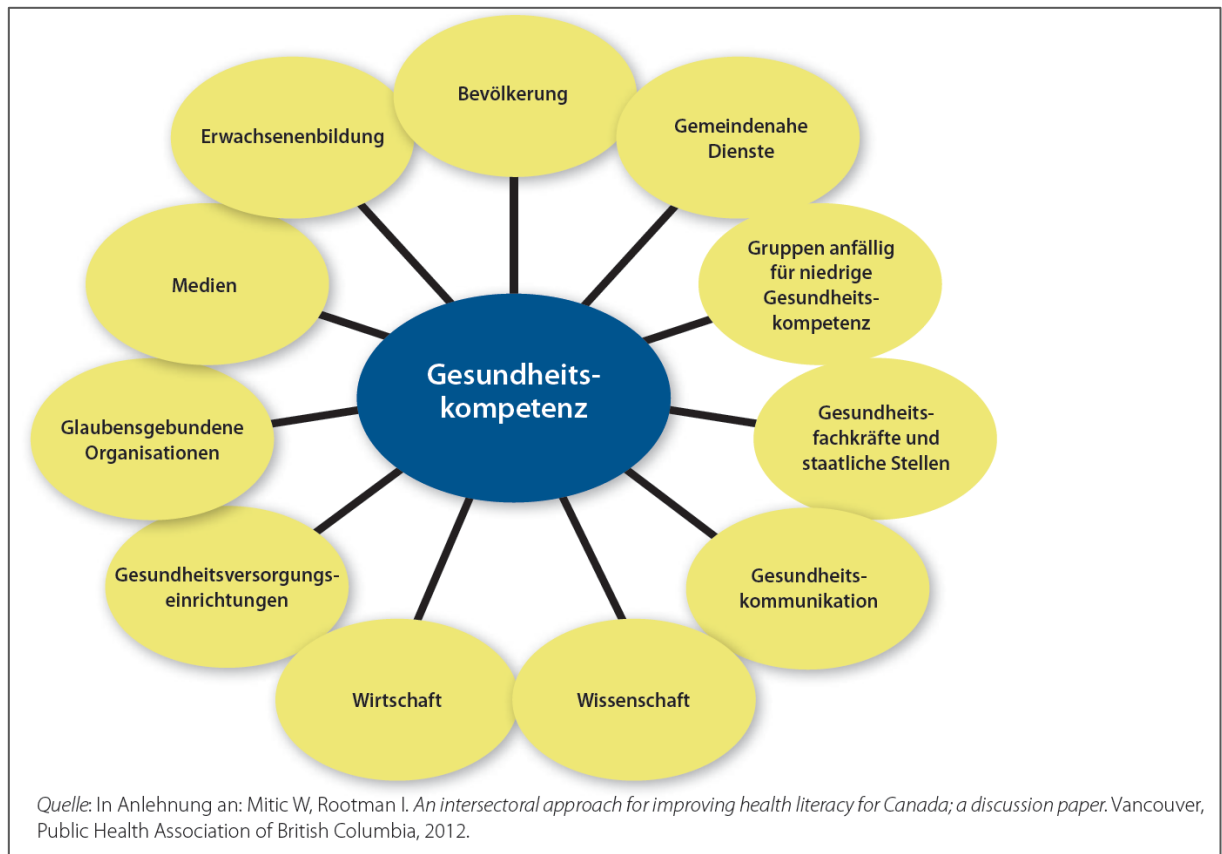 Bevölkerung
Gemeindenahe
Dienste
Gruppen anfällig
für niedrige
Gesundheits-
kompetenz
Gesundheits-
fachkräfte und
staatliche Stellen
Gesundheits-
kommunikation
Wissenschaft
Wirtschaft
Gesundheitsversorgungs-
einrichtungen
Glaubensgebundene
Organisationen
Medien
Erwachsenenbildung
Gesundheits-
kompetenz
Quelle: In Anlehnung an: Mitic W, Rootman I. An intersectoral approach for improving health literacy for Canada; a discussion paper. Vancouver,
Public Health Association of British Columbia, 2012.